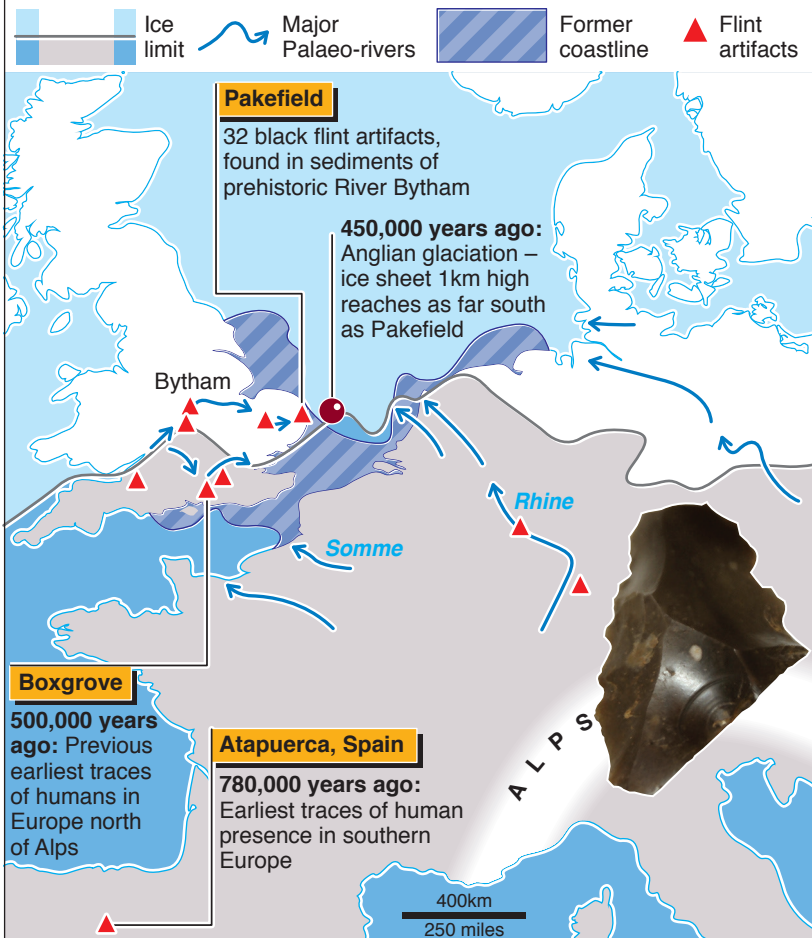 Ice
limit
Major
Palaeo-rivers
Former
coastline
Flint
artifacts
Pakefield
32 black flint artifacts,
found in sediments of
prehistoric River Bytham
450,000 years ago:
Anglian glaciation –
ice sheet 1km high
reaches as far south
as Pakefield
Bytham
Rhine
Somme
Boxgrove
500,000 years
ago: Previous
earliest traces
of humans in
Europe north
of Alps
Atapuerca, Spain
780,000 years ago:
Earliest traces of human
presence in southern
Europe
ALPS
400km
250 miles